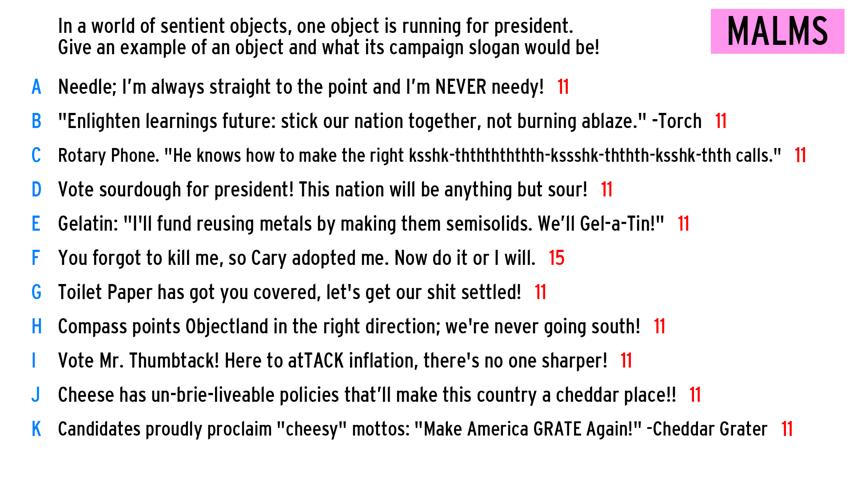 In a world of sentient objects, one object is running for president.
Give an example of an object and what its campaign slogan would be!
MALMS
A Needle; I'm always straight to the point and I'm NEVER needy! 11
B "Enlighten learnings future: stick our nation together, not burning ablaze." -Torch 11
C Rotary Phone. "He knows how to make the right ksshk-thththththth-kssshk-ththth-ksshk-thth calls." 11
D Vote sourdough for president! This nation will be anything but sour! 11
E Gelatin: "I'll fund reusing metals by making them semisolids. We'll Gel-a-Tin!" 11
F You forgot to kill me, so Cary adopted me. Now do it or I will. 15
G Toilet Paper has got you covered, let's get our shit settled! 11
H Compass points Objectland in the right direction; we're never going south! 11
I Vote Mr. Thumbtack! Here to atTACK inflation, there's no one sharper! 11
J Cheese has un-brie-liveable policies that'll make this country a cheddar place!! 11
K Candidates proudly proclaim "cheesy" mottos: "Make America GRATE Again!" -Cheddar Grater 11